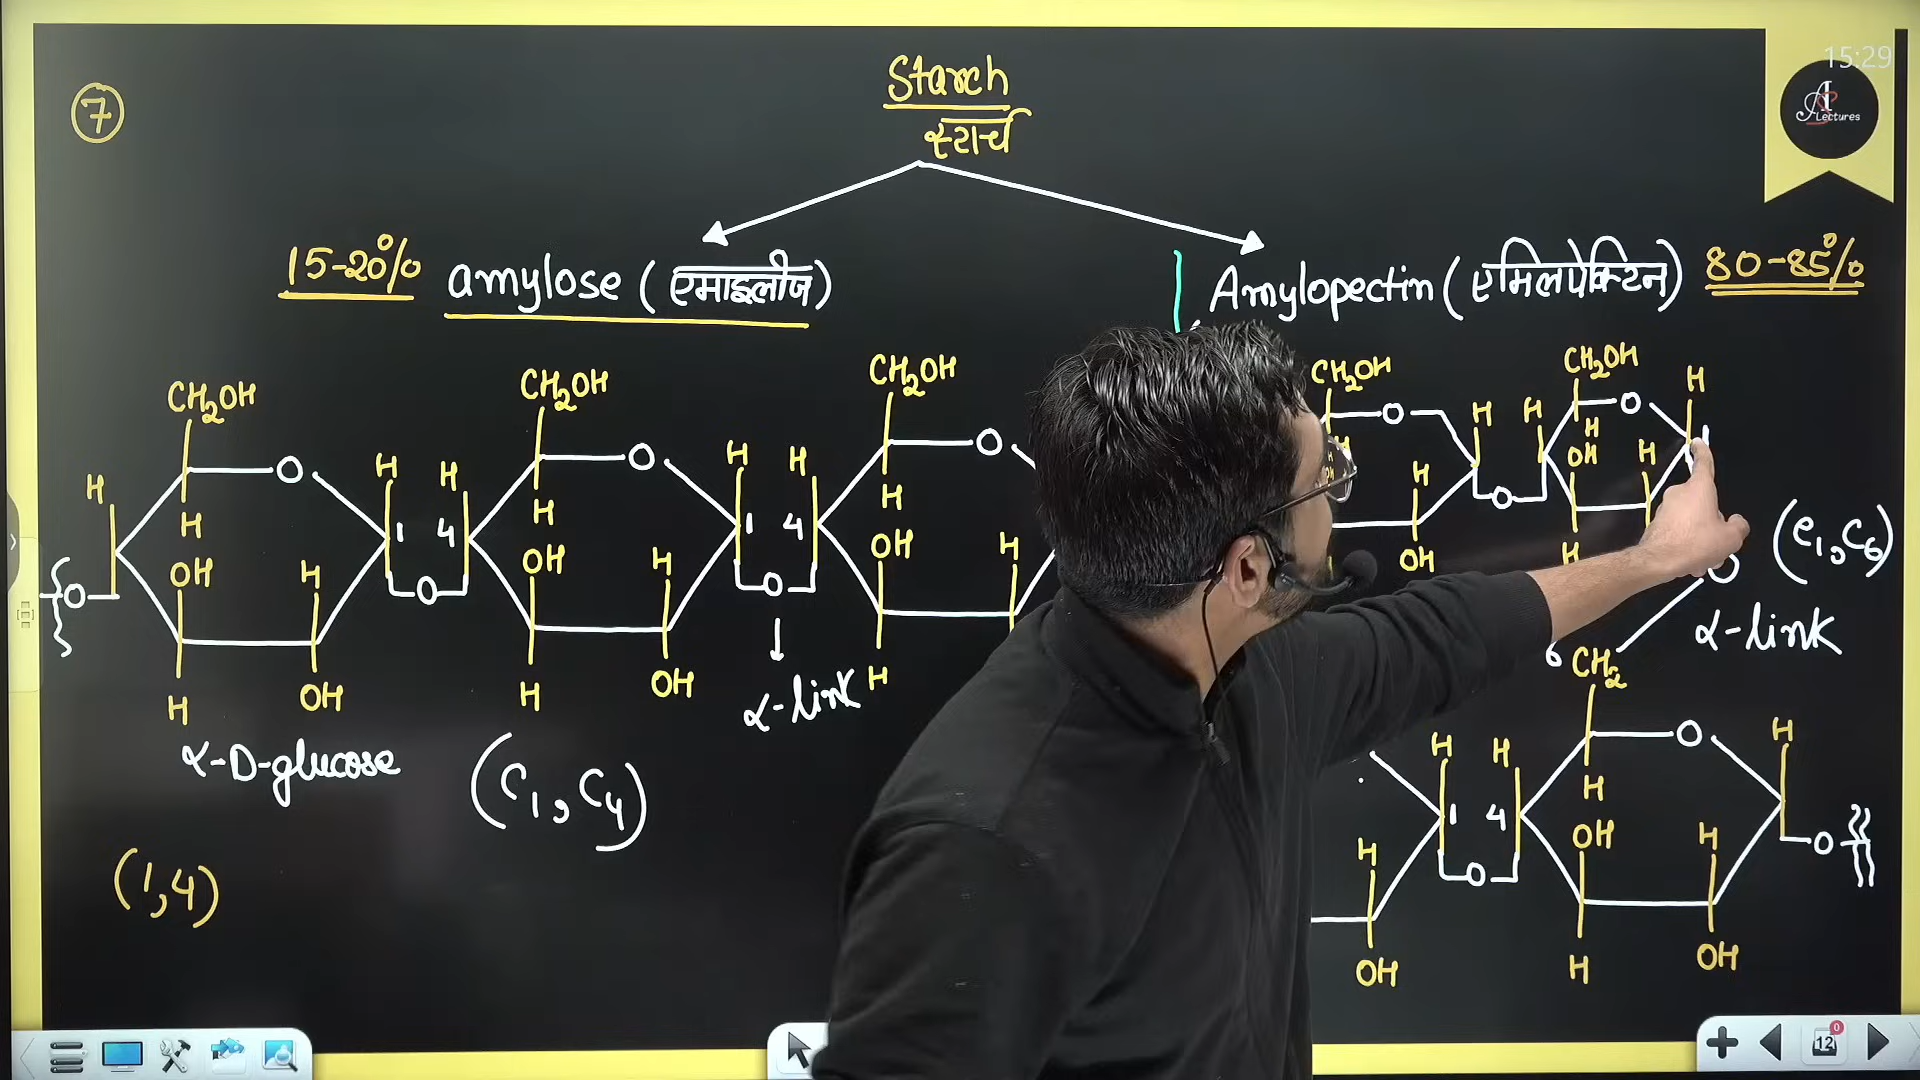 15:29
A
S
Lectures
7
Starch
स्टार्च
15-20% amylose (एमाइलोज)
Amylopectin (एमिलपेक्टिन) 80-85%
CH2OH CH2OH CH2OH CH2OH CH2OH H
O O O O O
H H H H H H H H
H H H H
OH OH OH OH H H
H H H
1 4 1 4
O O O O O
H H H H
OH OH OH
α-D-glucose
α-link
(C1, C4)
(1,4)
(C1, C6)
α-link
6 CH2
O
H H H
H
1 4
OH
H H
O O
OH H OH
12
0